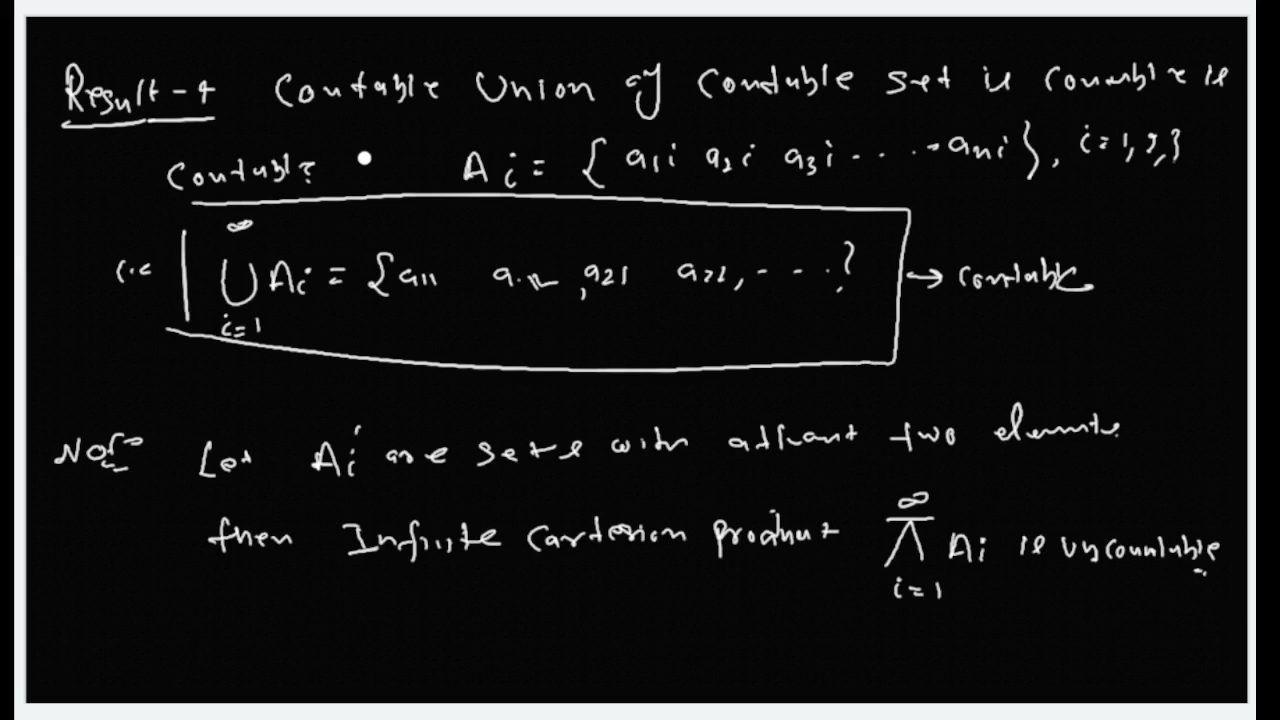 Result-4 Countable Union of Countable set is Countable is
Countable. Ai = { a1i a2i a3i .... ani }, i=1,2,3
i.e ∞⋃i=1 Ai = {a11 a12, a21 a22, ...} → Countable
Note Let Ai are sets with atleast two elements
then Infinite Cartesian product ∞∏i=1 Ai is uncountable